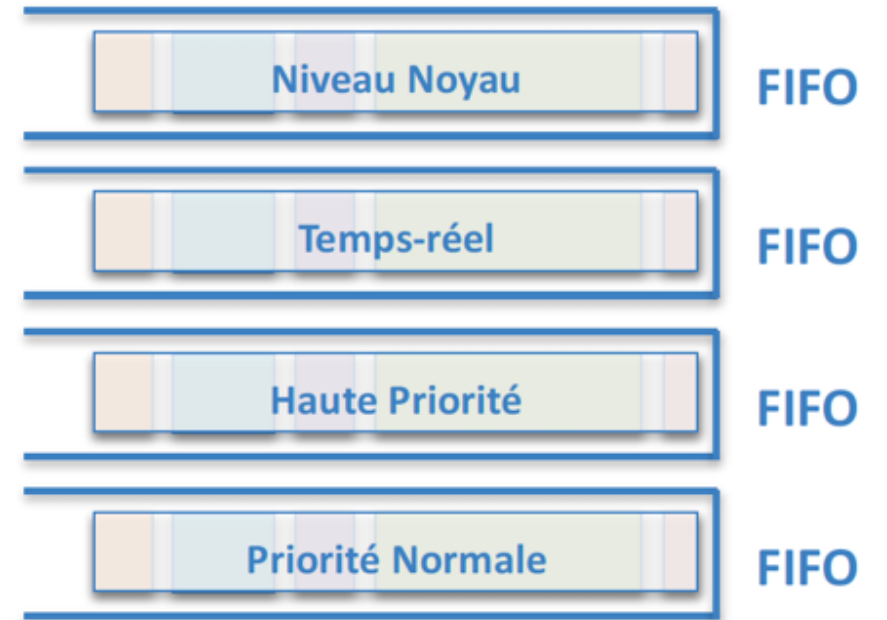 Niveau Noyau FIFO
Temps-réel FIFO
Haute Priorité FIFO
Priorité Normale FIFO